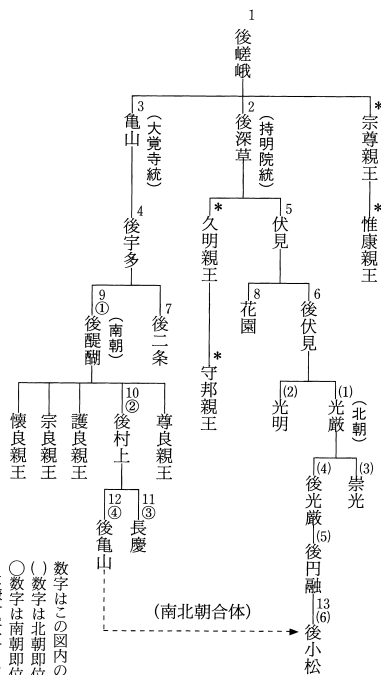 1
後嵯峨
*
宗尊親王
*
惟康親王
2
後深草
(持明院統)
3
亀山
(大覚寺統)
5
伏見
*
久明親王
*
守邦親王
4
後宇多
6
後伏見
8
花園
7
後二条
9
①
後醍醐
(南朝)
(1)
光厳
(北朝)
(2)
光明
尊良親王
10
②
後村上
護良親王
宗良親王
懐良親王
(3)
崇光
(4)
後光厳
(5)
後円融
13
(6)
後小松
11
③
長慶
12
④
後亀山
(南北朝合体)
数字はこの図内の
( )数字は北朝即位
○数字は南朝即位